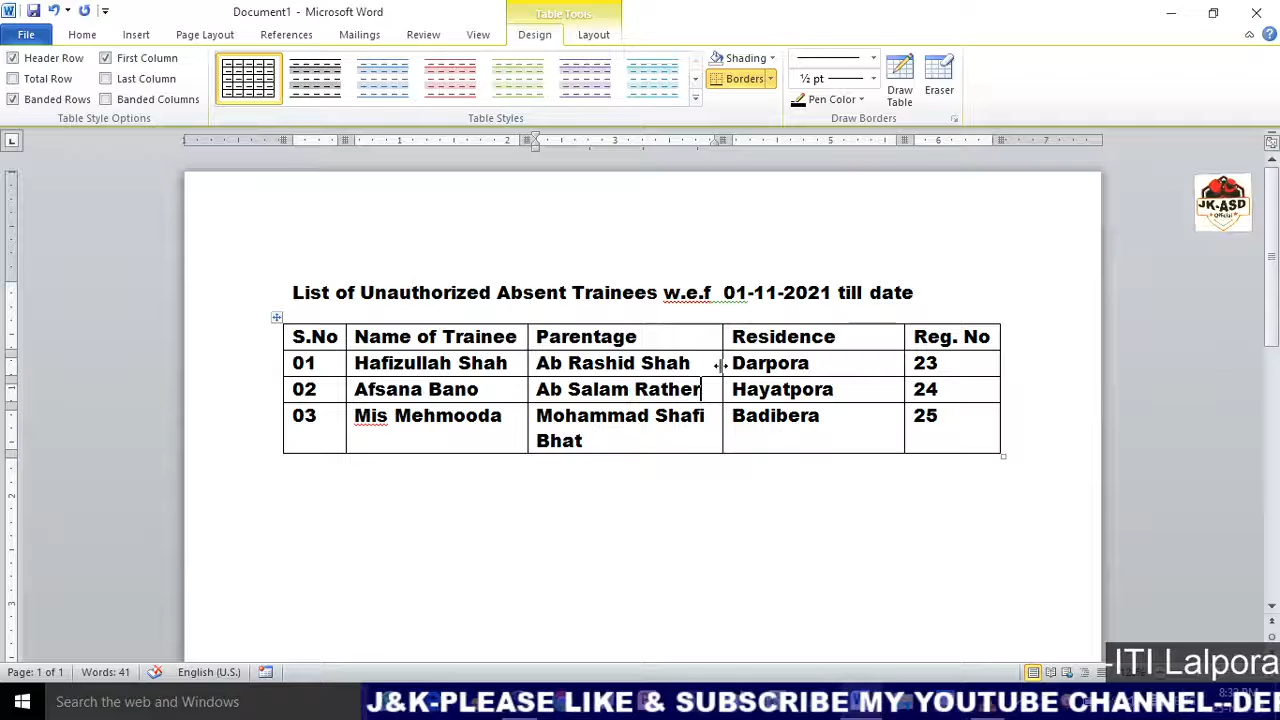 Document1 - Microsoft Word
Table Tools
File Home Insert Page Layout References Mailings Review View Design Layout
Header Row First Column
Total Row Last Column
Banded Rows Banded Columns
Table Style Options
Table Styles
Shading
Borders
½ pt
Pen Color
Draw Table
Eraser
Draw Borders
JK-ASD
Official
List of Unauthorized Absent Trainees w.e.f 01-11-2021 till date
S.No Name of Trainee Parentage Residence Reg. No
01 Hafizullah Shah Ab Rashid Shah Darpora 23
02 Afsana Bano Ab Salam Rather Hayatpora 24
03 Mis Mehmooda Mohammad Shafi Bhat Badibera 25
Page: 1 of 1 Words: 41 English (U.S.)
-ITI Lalpora
Search the web and Windows
J&K-PLEASE LIKE & SUBSCRIBE MY YOUTUBE CHANNEL--DE